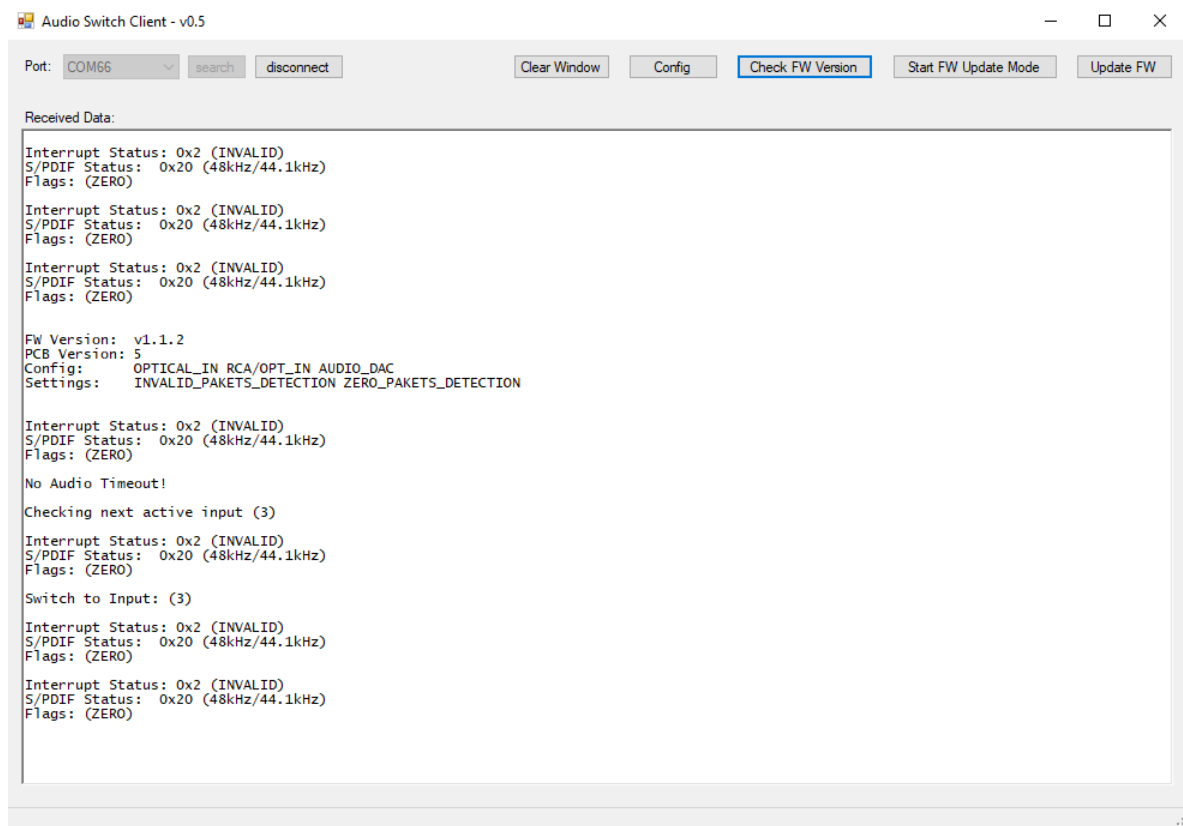 Audio Switch Client - v0.5
Port: COM66 search disconnect Clear Window Config Check FW Version Start FW Update Mode Update FW
Received Data:
Interrupt Status: 0x2 (INVALID)
S/PDIF Status:  0x20 (48kHz/44.1kHz)
Flags: (ZERO)
Interrupt Status: 0x2 (INVALID)
S/PDIF Status:  0x20 (48kHz/44.1kHz)
Flags: (ZERO)
Interrupt Status: 0x2 (INVALID)
S/PDIF Status:  0x20 (48kHz/44.1kHz)
Flags: (ZERO)
FW Version:  v1.1.2
PCB Version: 5
Config:      OPTICAL_IN RCA/OPT_IN AUDIO_DAC
Settings:    INVALID_PAKETS_DETECTION ZERO_PAKETS_DETECTION
Interrupt Status: 0x2 (INVALID)
S/PDIF Status:  0x20 (48kHz/44.1kHz)
Flags: (ZERO)
No Audio Timeout!
Checking next active input (3)
Interrupt Status: 0x2 (INVALID)
S/PDIF Status:  0x20 (48kHz/44.1kHz)
Flags: (ZERO)
Switch to Input: (3)
Interrupt Status: 0x2 (INVALID)
S/PDIF Status:  0x20 (48kHz/44.1kHz)
Flags: (ZERO)
Interrupt Status: 0x2 (INVALID)
S/PDIF Status:  0x20 (48kHz/44.1kHz)
Flags: (ZERO)